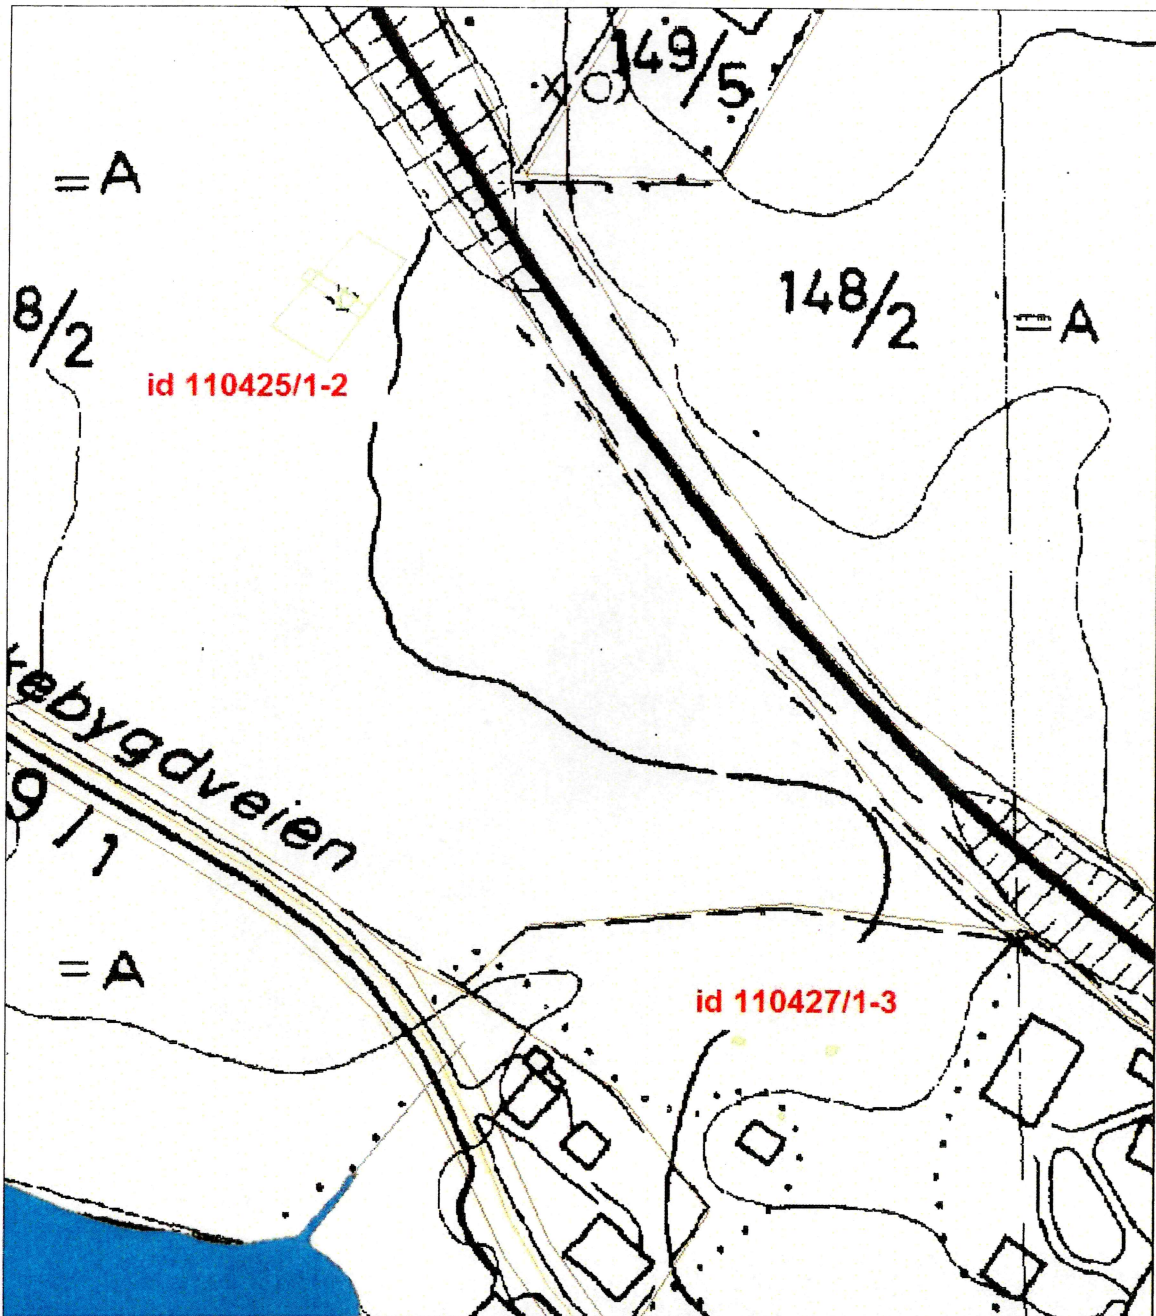 149/5
=A
148/2
=A
8/2
id 110425/1-2
kebygdveien
9/1
=A
id 110427/1-3